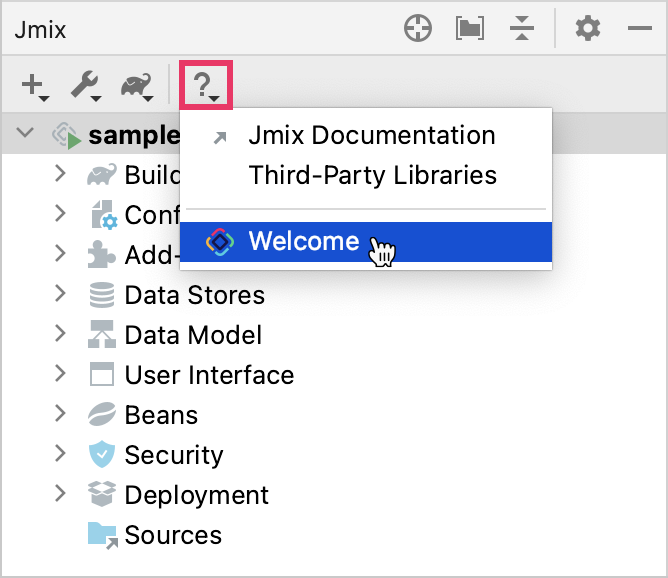 Jmix
?
sample
Jmix Documentation
Third-Party Libraries
Welcome
Build
Conf
Add-
Data Stores
Data Model
User Interface
Beans
Security
Deployment
Sources